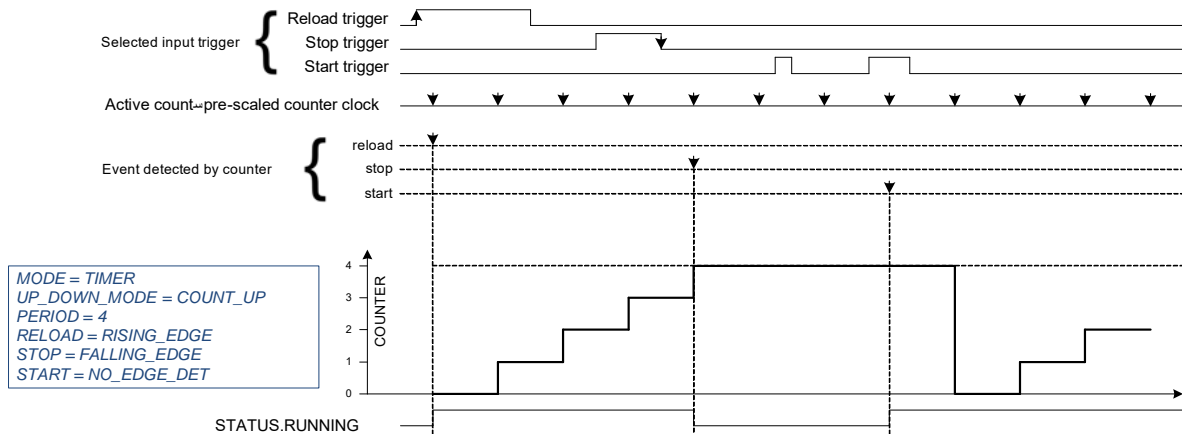 Reload trigger
Selected input trigger
Stop trigger
Start trigger
Active count pre-scaled counter clock
reload
Event detected by counter
stop
start
MODE = TIMER
UP_DOWN_MODE = COUNT_UP
PERIOD = 4
RELOAD = RISING_EDGE
STOP = FALLING_EDGE
START = NO_EDGE_DET
COUNTER
4
3
2
1
0
STATUS.RUNNING